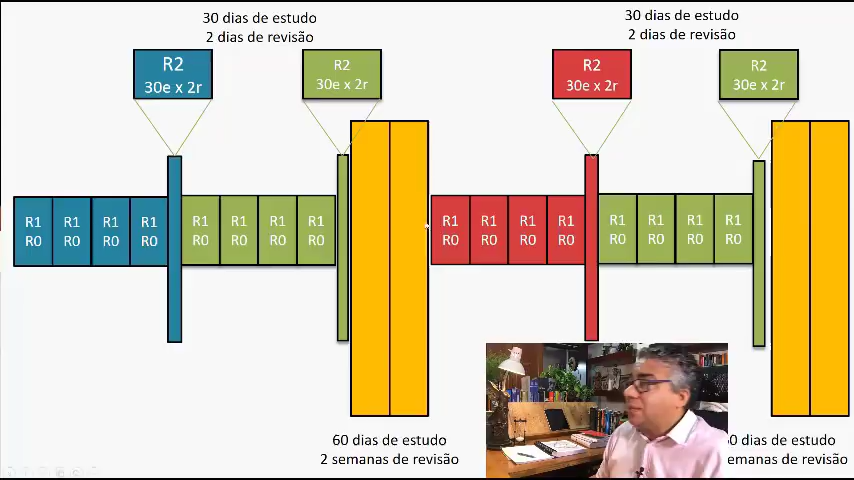 30 dias de estudo
2 dias de revisão
30 dias de estudo
2 dias de revisão
R2
30e x 2r
R2
30e x 2r
R2
30e x 2r
R2
30e x 2r
R1 R1 R1 R1 R1 R1 R1 R1 R1 R1 R1 R1 R1 R1 R1 R1
R0 R0 R0 R0 R0 R0 R0 R0 R0 R0 R0 R0 R0 R0 R0 R0
60 dias de estudo
2 semanas de revisão
dias de estudo
semanas de revisão